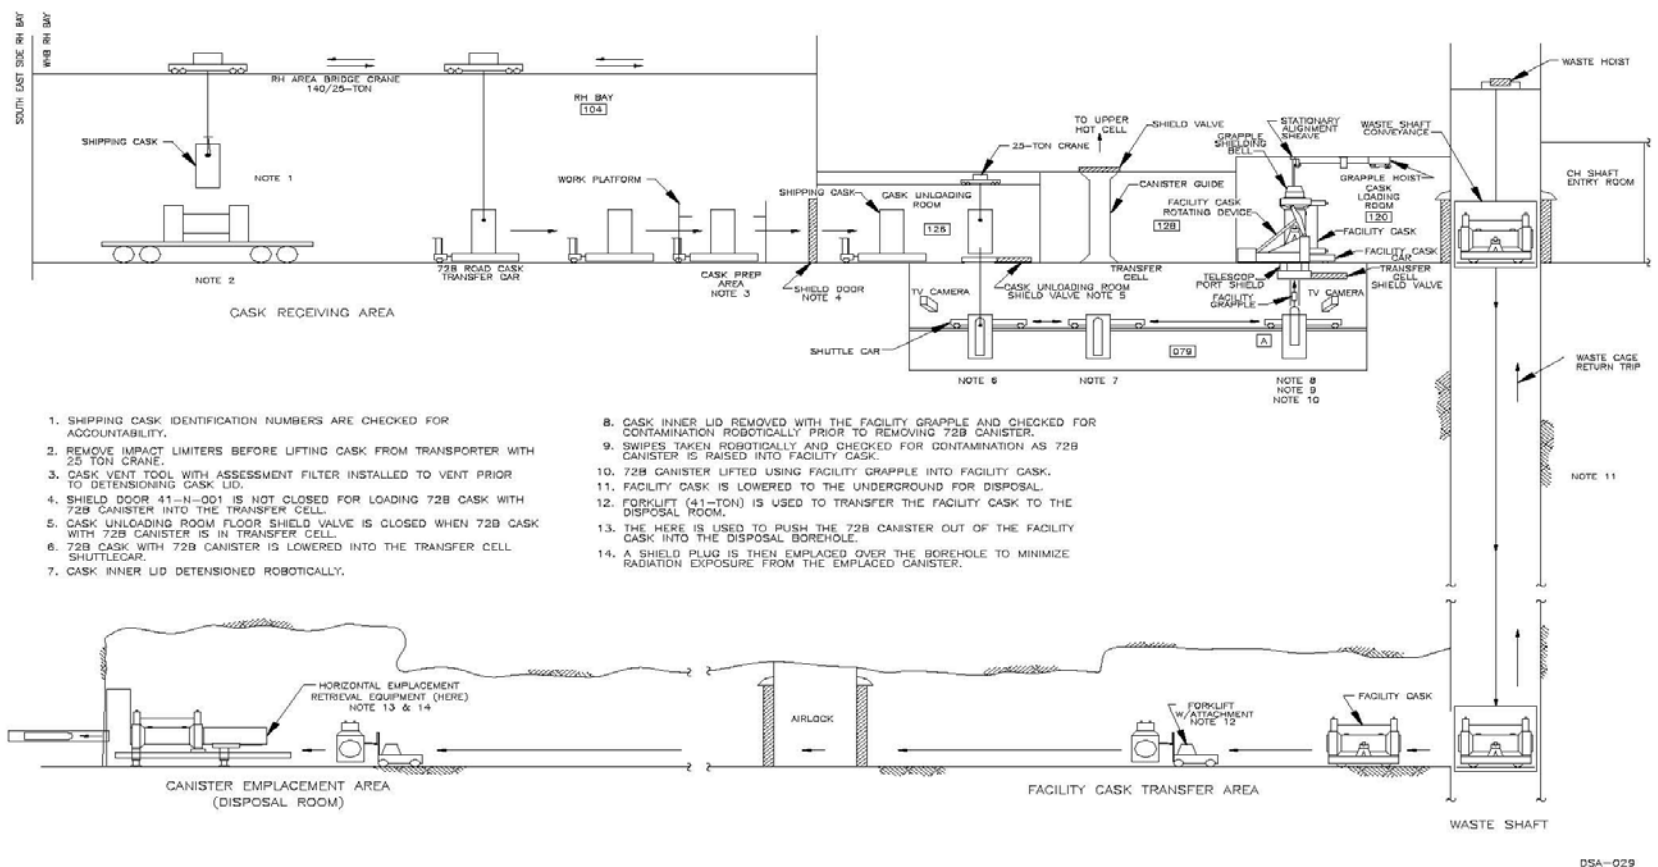 SOUTH EAST SIDE RH BAY
WHB RH BAY
RH AREA BRIDGE CRANE
140/25-TON
RH BAY
104
SHIPPING CASK
NOTE 1
NOTE 2
WORK PLATFORM
72B ROAD CASK
TRANSFER CAR
CASK PREP
AREA
NOTE 3
SHIELD DOOR
NOTE 4
CASK RECEIVING AREA
SHIPPING CASK
CASK UNLOADING
ROOM
25-TON CRANE
TO UPPER
HOT CELL
SHIELD VALVE
CANISTER GUIDE
FACILITY CASK
ROTATING DEVICE
128
TRANSFER
CELL
CASK UNLOADING ROOM
SHIELD VALVE NOTE 5
STATIONARY
ALIGNMENT
SHEAVE
GRAPPLE
SHIELDING
BELL
GRAPPLE HOIST
CASK
LOADING
ROOM
120
FACILITY CASK
FACILITY CASK
CAR
TRANSFER
CELL
SHIELD VALVE
TELESCOP
PORT SHIELD
FACILITY
GRAPPLE
TV CAMERA
TV CAMERA
SHUTTLE CAR
079
A
NOTE 6
NOTE 7
NOTE 8
NOTE 9
NOTE 10
WASTE HOIST
WASTE SHAFT
CONVEYANCE
CH SHAFT
ENTRY ROOM
WASTE CAGE
RETURN TRIP
NOTE 11
1. SHIPPING CASK IDENTIFICATION NUMBERS ARE CHECKED FOR
ACCOUNTABILITY.
2. REMOVE IMPACT LIMITERS BEFORE LIFTING CASK FROM TRANSPORTER WITH
25 TON CRANE.
3. CASK VENT TOOL WITH ASSESSMENT FILTER INSTALLED TO VENT PRIOR
TO DETENSIONING CASK LID.
4. SHIELD DOOR 41-N-001 IS NOT CLOSED FOR LOADING 72B CASK WITH
72B CANISTER INTO THE TRANSFER CELL.
5. CASK UNLOADING ROOM FLOOR SHIELD VALVE IS CLOSED WHEN 72B CASK
WITH 72B CANISTER IS IN TRANSFER CELL.
6. 72B CASK WITH 72B CANISTER IS LOWERED INTO THE TRANSFER CELL
SHUTTLECAR.
7. CASK INNER LID DETENSIONED ROBOTICALLY.
8. CASK INNER LID REMOVED WITH THE FACILITY GRAPPLE AND CHECKED FOR
CONTAMINATION ROBOTICALLY PRIOR TO REMOVING 72B CANISTER.
9. SWIPES TAKEN ROBOTICALLY AND CHECKED FOR CONTAMINATION AS 72B
CANISTER IS RAISED INTO FACILITY CASK.
10. 72B CANISTER LIFTED USING FACILITY GRAPPLE INTO FACILITY CASK.
11. FACILITY CASK IS LOWERED TO THE UNDERGROUND FOR DISPOSAL.
12. FORKLIFT (41-TON) IS USED TO TRANSFER THE FACILITY CASK TO THE
DISPOSAL ROOM.
13. THE HERE IS USED TO PUSH THE 72B CANISTER OUT OF THE FACILITY
CASK INTO THE DISPOSAL BOREHOLE.
14. A SHIELD PLUG IS THEN EMPLACED OVER THE BOREHOLE TO MINIMIZE
RADIATION EXPOSURE FROM THE EMPLACED CANISTER.
HORIZONTAL EMPLACEMENT
RETRIEVAL EQUIPMENT (HERE)
NOTE 13 & 14
AIRLOCK
FORKLIFT
W/ATTACHMENT
NOTE 12
FACILITY CASK
CANISTER EMPLACEMENT AREA
(DISPOSAL ROOM)
FACILITY CASK TRANSFER AREA
WASTE SHAFT
DSA-029